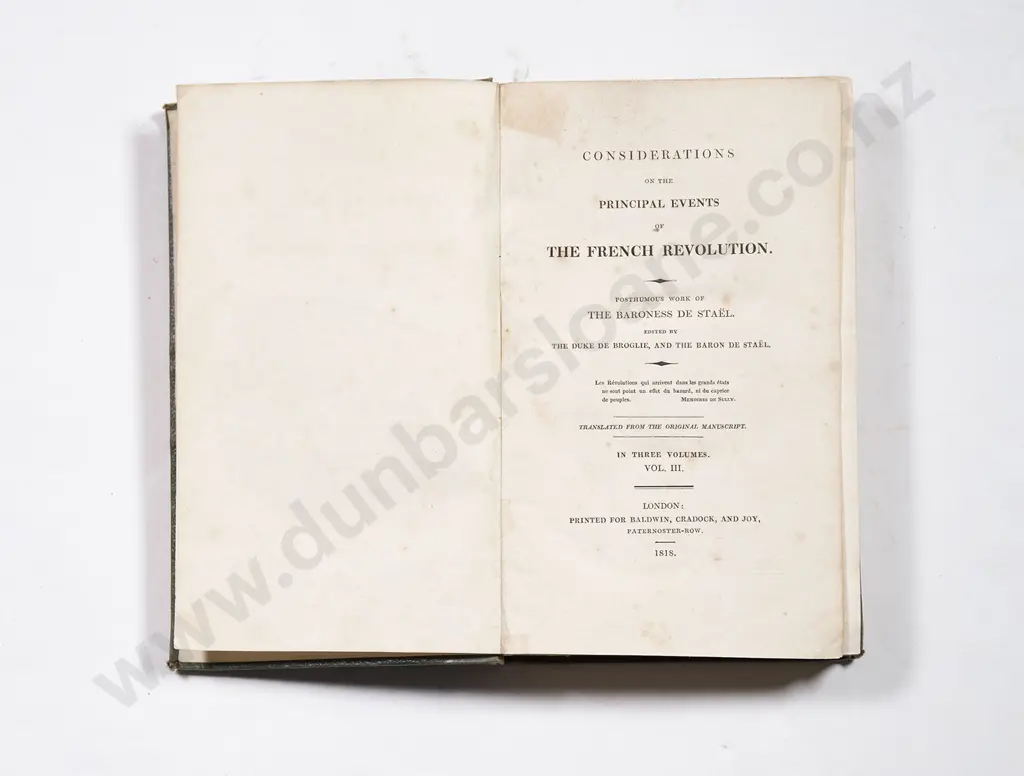 CONSIDERATIONS
ON THE
PRINCIPAL EVENTS
OF
THE FRENCH REVOLUTION.
POSTHUMOUS WORK OF
THE BARONESS DE STAËL.
EDITED BY
THE DUKE DE BROGLIE, AND THE BARON DE STAËL.
Les Révolutions qui arrivent dans les grands états
ne sont point un effet du hazard, ni du caprice
de peuples. MEMOIRES DE SULLY.
TRANSLATED FROM THE ORIGINAL MANUSCRIPT.
IN THREE VOLUMES.
VOL. III.
LONDON:
PRINTED FOR BALDWIN, CRADOCK, AND JOY,
PATERNOSTER-ROW.
1818.
www.dunbarsloane.co.nz